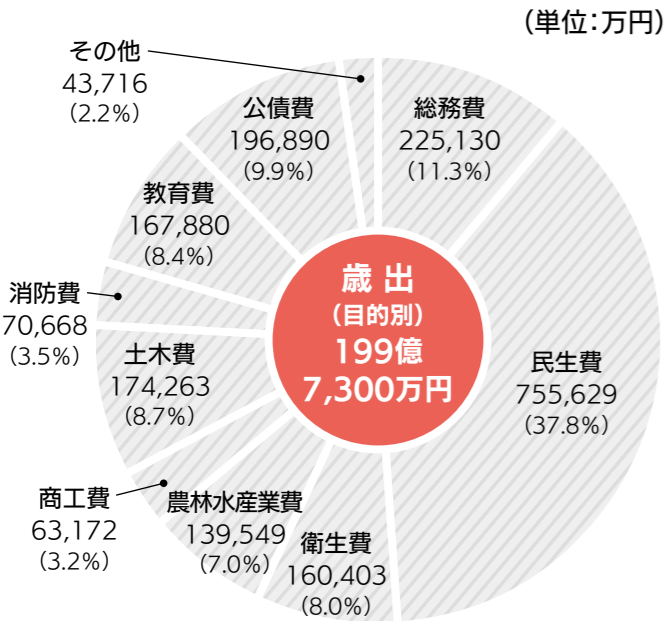 (単位:万円)
総務費
225,130
(11.3%)
民生費
755,629
(37.8%)
衛生費
160,403
(8.0%)
農林水産業費
139,549
(7.0%)
商工費
63,172
(3.2%)
土木費
174,263
(8.7%)
消防費
70,668
(3.5%)
教育費
167,880
(8.4%)
公債費
196,890
(9.9%)
その他
43,716
(2.2%)
歳出
(目的別)
199億
7,300万円